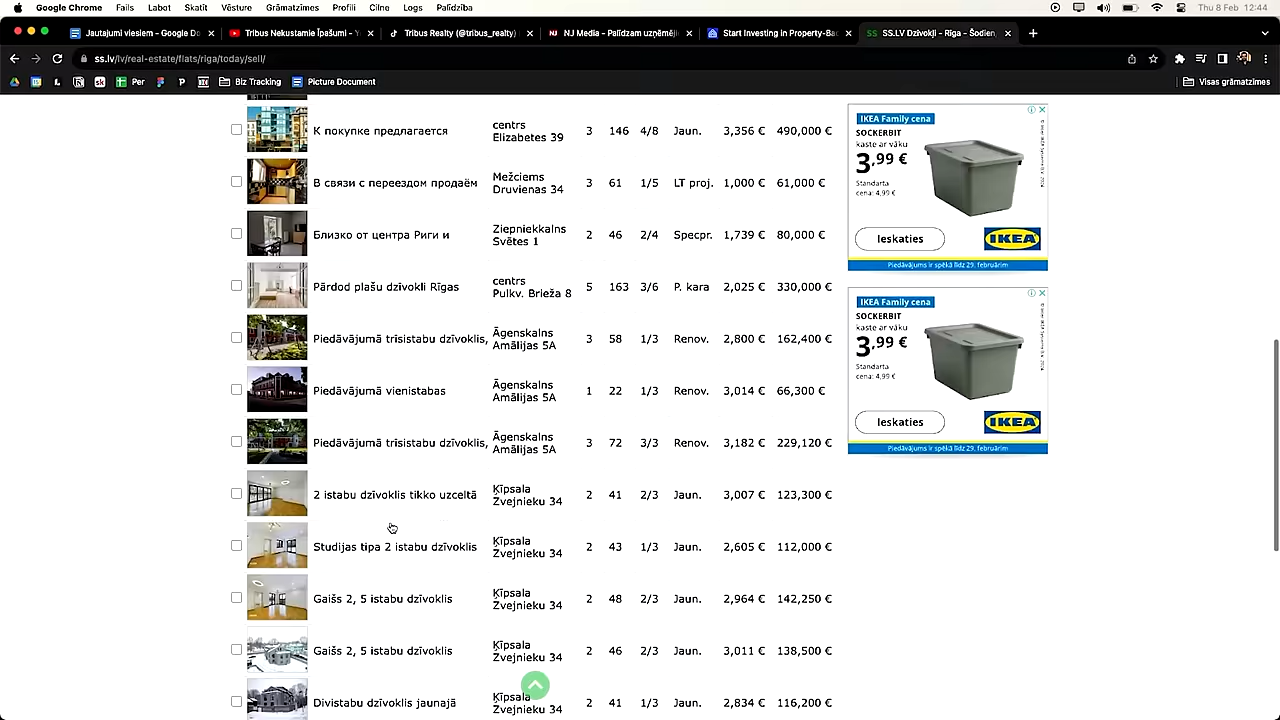 Google Chrome Fails Labot Skatīt Vēsture Grāmatzīmes Profili Cilne Logs Palīdzība Thu 8 Feb 12:44
Jautajumi viesiem - Google Do Tribus Nekustamie Īpašumi - Y Tribus Realty (@tribus_realty) NJ Media – Palīdzam uzņēmēj Start Investing in Property-Ba SS.LV Dzīvokļi - Rīga - Šodien,
ss.lv/lv/real-estate/flats/riga/today/sell/
Per Biz Tracking Picture Document Visas grāmatzīmes
К покупке предлагается centrs Elizabetes 39 3 146 4/8 Jaun. 3,356 € 490,000 €
В связи с переездом продаём Mežciems Druvienas 34 3 61 1/5 LT proj. 1,000 € 61,000 €
Близко от центра Риги и Ziepniekkalns Svētes 1 2 46 2/4 Specpr. 1,739 € 80,000 €
Pārdod plašu dzīvokli Rīgas centrs Pulkv. Brieža 8 5 163 3/6 P. kara 2,025 € 330,000 €
Piedāvājumā trisistabu dzīvoklis, Āgenskalns Amālijas 5A 3 58 1/3 Renov. 2,800 € 162,400 €
Piedāvājumā vienistabas Āgenskalns Amālijas 5A 1 22 1/3 Renov. 3,014 € 66,300 €
Piedāvājumā trisistabu dzīvoklis, Āgenskalns Amālijas 5A 3 72 3/3 Renov. 3,182 € 229,120 €
2 istabu dzīvoklis tikko uzceltā Ķīpsala Zvejnieku 34 2 41 2/3 Jaun. 3,007 € 123,300 €
Studijas tipa 2 istabu dzīvoklis Ķīpsala Zvejnieku 34 2 43 1/3 Jaun. 2,605 € 112,000 €
Gaišs 2, 5 istabu dzīvoklis Ķīpsala Zvejnieku 34 2 48 2/3 Jaun. 2,964 € 142,250 €
Gaišs 2, 5 istabu dzīvoklis Ķīpsala Zvejnieku 34 2 46 2/3 Jaun. 3,011 € 138,500 €
Divistabu dzīvoklis jaunajā Ķīpsala Zvejnieku 34 2 41 1/3 Jaun. 2,834 € 116,200 €
IKEA Family cena
SOCKERBIT
kaste ar vāku
3,99 €
Standarta
cena: 4,99 €
Ieskaties
IKEA
Piedāvājums ir spēkā līdz 29. februārim
IKEA Family cena
SOCKERBIT
kaste ar vāku
3,99 €
Standarta
cena: 4,99 €
Ieskaties
IKEA
Piedāvājums ir spēkā līdz 29. februārim